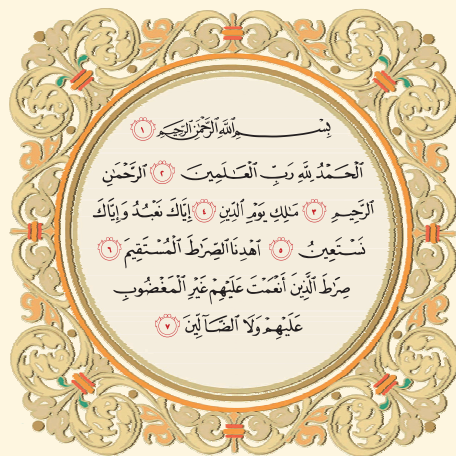 بِسْمِ ٱللَّهِ ٱلرَّحْمَٰنِ ٱلرَّحِيمِ ١
ٱلْحَمْدُ لِلَّهِ رَبِّ ٱلْعَٰلَمِينَ ٢ ٱلرَّحْمَٰنِ
ٱلرَّحِيمِ ٣ مَٰلِكِ يَوْمِ ٱلدِّينِ ٤ إِيَّاكَ نَعْبُدُ وَإِيَّاكَ
نَسْتَعِينُ ٥ ٱهْدِنَا ٱلصِّرَٰطَ ٱلْمُسْتَقِيمَ ٦
صِرَٰطَ ٱلَّذِينَ أَنْعَمْتَ عَلَيْهِمْ غَيْرِ ٱلْمَغْضُوبِ
عَلَيْهِمْ وَلَا ٱلضَّآلِّينَ ٧